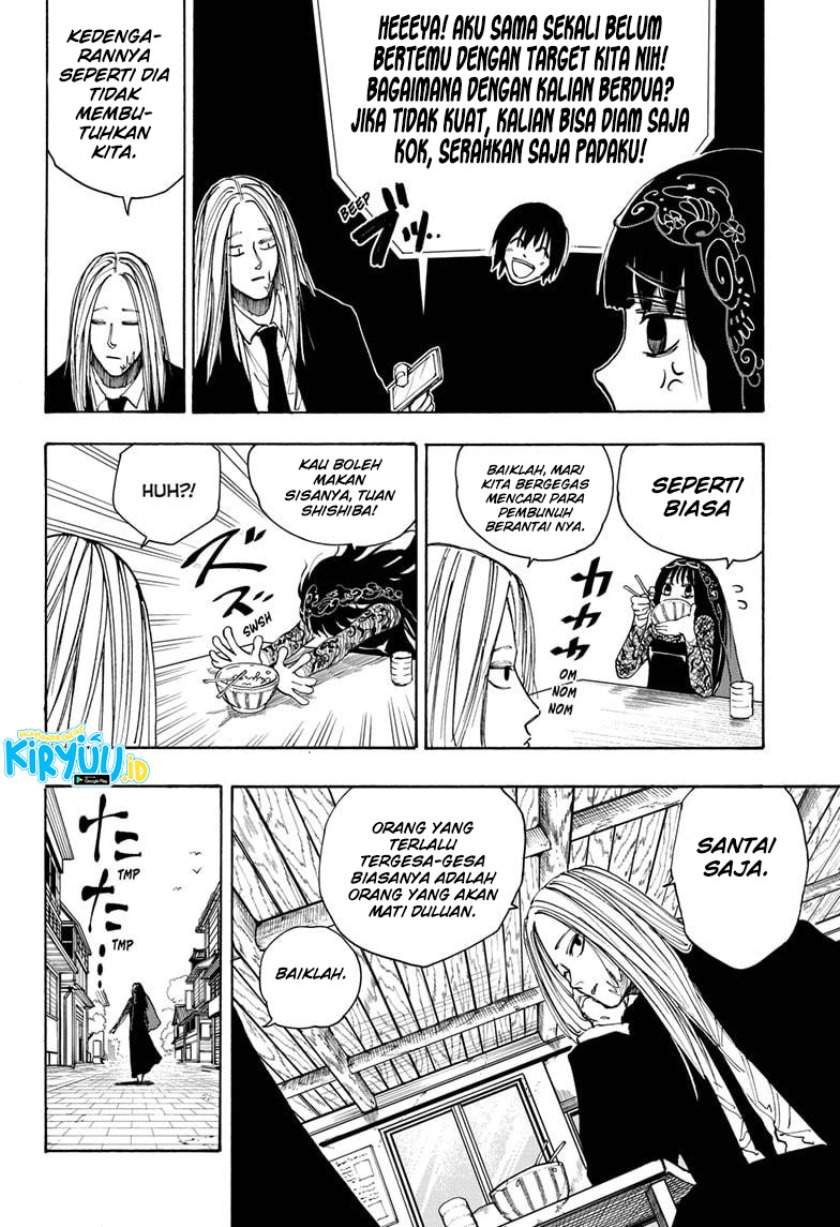 HEEEYA! AKU SAMA SEKALI BELUM
BERTEMU DENGAN TARGET KITA NIH!
BAGAIMANA DENGAN KALIAN BERDUA?
JIKA TIDAK KUAT, KALIAN BISA DIAM SAJA
KOK, SERAHKAN SAJA PADAKU!
BEEP
ブッ..
KEDENGA-
RANNYA
SEPERTI DIA
TIDAK
MEMBU-
TUHKAN
KITA.
SEPERTI
BIASA
BAIKLAH, MARI
KITA BERGEGAS
MENCARI PARA
PEMBUNUH
BERANTAI NYA.
カカカ
OM
NOM
NOM
KAU BOLEH
MAKAN
SISANYA, TUAN
SHISHIBA!
HUH?!
ズズ
SWSH
KIRYUU.ID
Google Play
SANTAI
SAJA.
ORANG YANG
TERLALU
TERGESA-GESA
BIASANYA ADALAH
ORANG YANG AKAN
MATI DULUAN.
BAIKLAH.
たた...
TMP
TMP